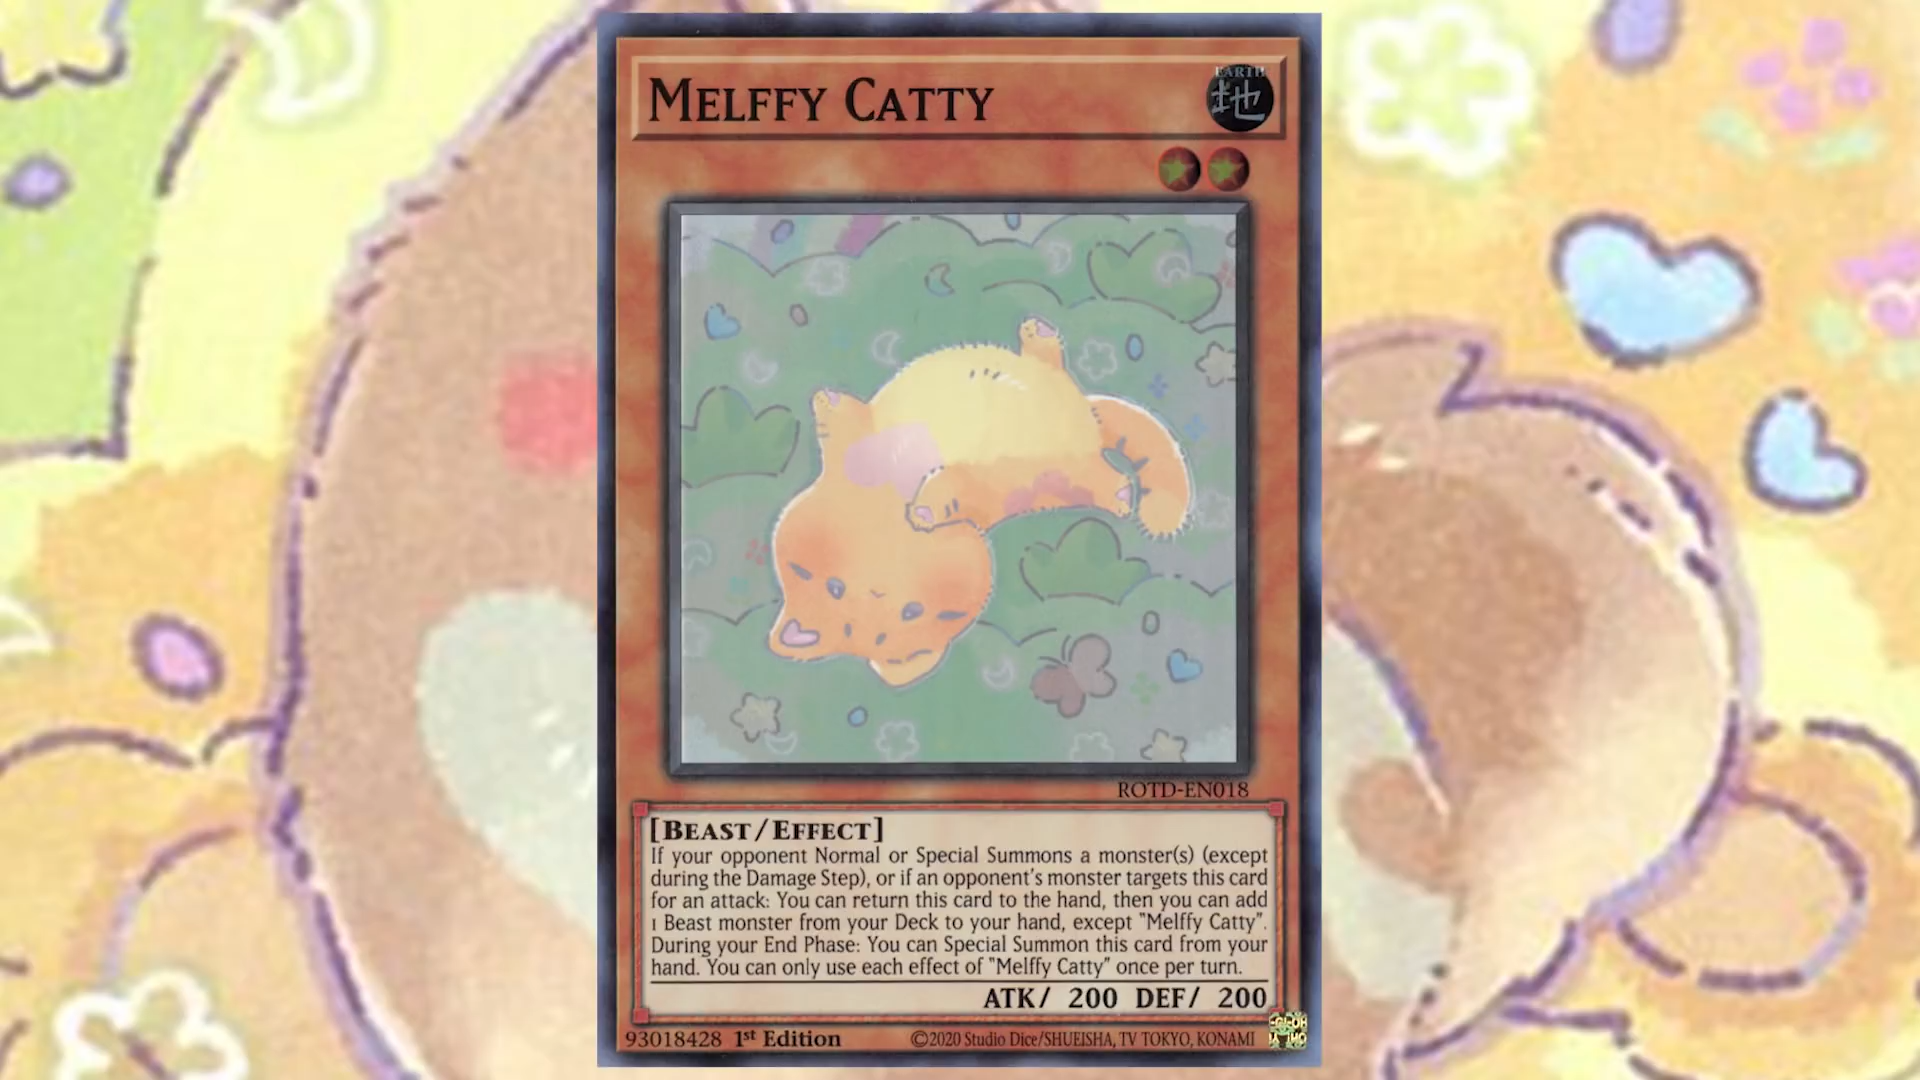 MELFFY CATTY
EARTH
地
ROTD-EN018
[BEAST/EFFECT]
If your opponent Normal or Special Summons a monster(s) (except
during the Damage Step), or if an opponent's monster targets this card
for an attack: You can return this card to the hand, then you can add
1 Beast monster from your Deck to your hand, except "Melffy Catty".
During your End Phase: You can Special Summon this card from your
hand. You can only use each effect of "Melffy Catty" once per turn.
ATK/ 200 DEF/ 200
93018428 1st Edition ©2020 Studio Dice/SHUEISHA, TV TOKYO, KONAMI